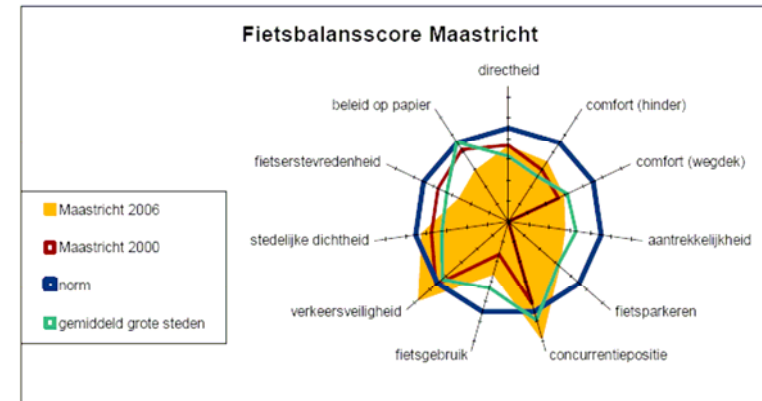 Fietsbalansscore Maastricht
directheid
beleid op papier
comfort (hinder)
fietserstevredenheid
comfort (wegdek)
stedelijke dichtheid
aantrekkelijkheid
verkeersveiligheid
fietsparkeren
fietsgebruik
concurrentiepositie
Maastricht 2006
Maastricht 2000
norm
gemiddeld grote steden